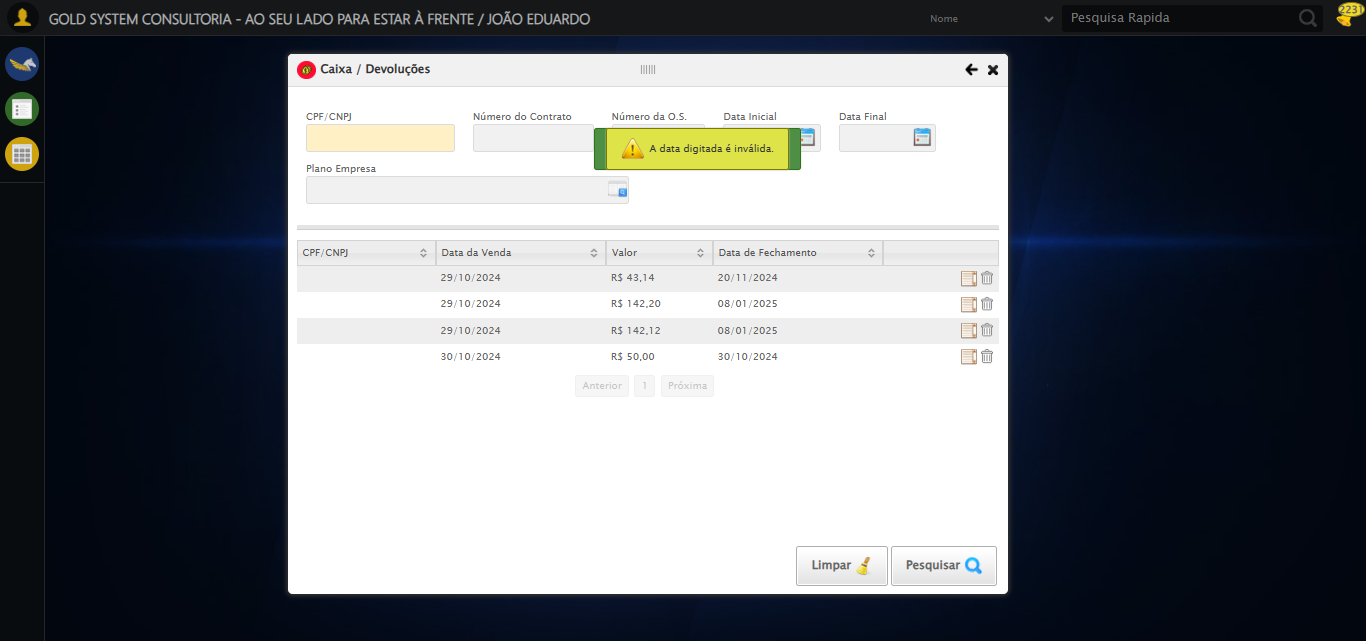 GOLD SYSTEM CONSULTORIA - AO SEU LADO PARA ESTAR À FRENTE / JOÃO EDUARDO
Nome
Pesquisa Rapida
2231
Caixa / Devoluções
CPF/CNPJ
Número do Contrato
Número da O.S.
Data Inicial
Data Final
A data digitada é inválida.
Plano Empresa
CPF/CNPJ Data da Venda Valor Data de Fechamento
29/10/2024 R$ 43,14 20/11/2024
29/10/2024 R$ 142,20 08/01/2025
29/10/2024 R$ 142,12 08/01/2025
30/10/2024 R$ 50,00 30/10/2024
Anterior 1 Próxima
Limpar
Pesquisar